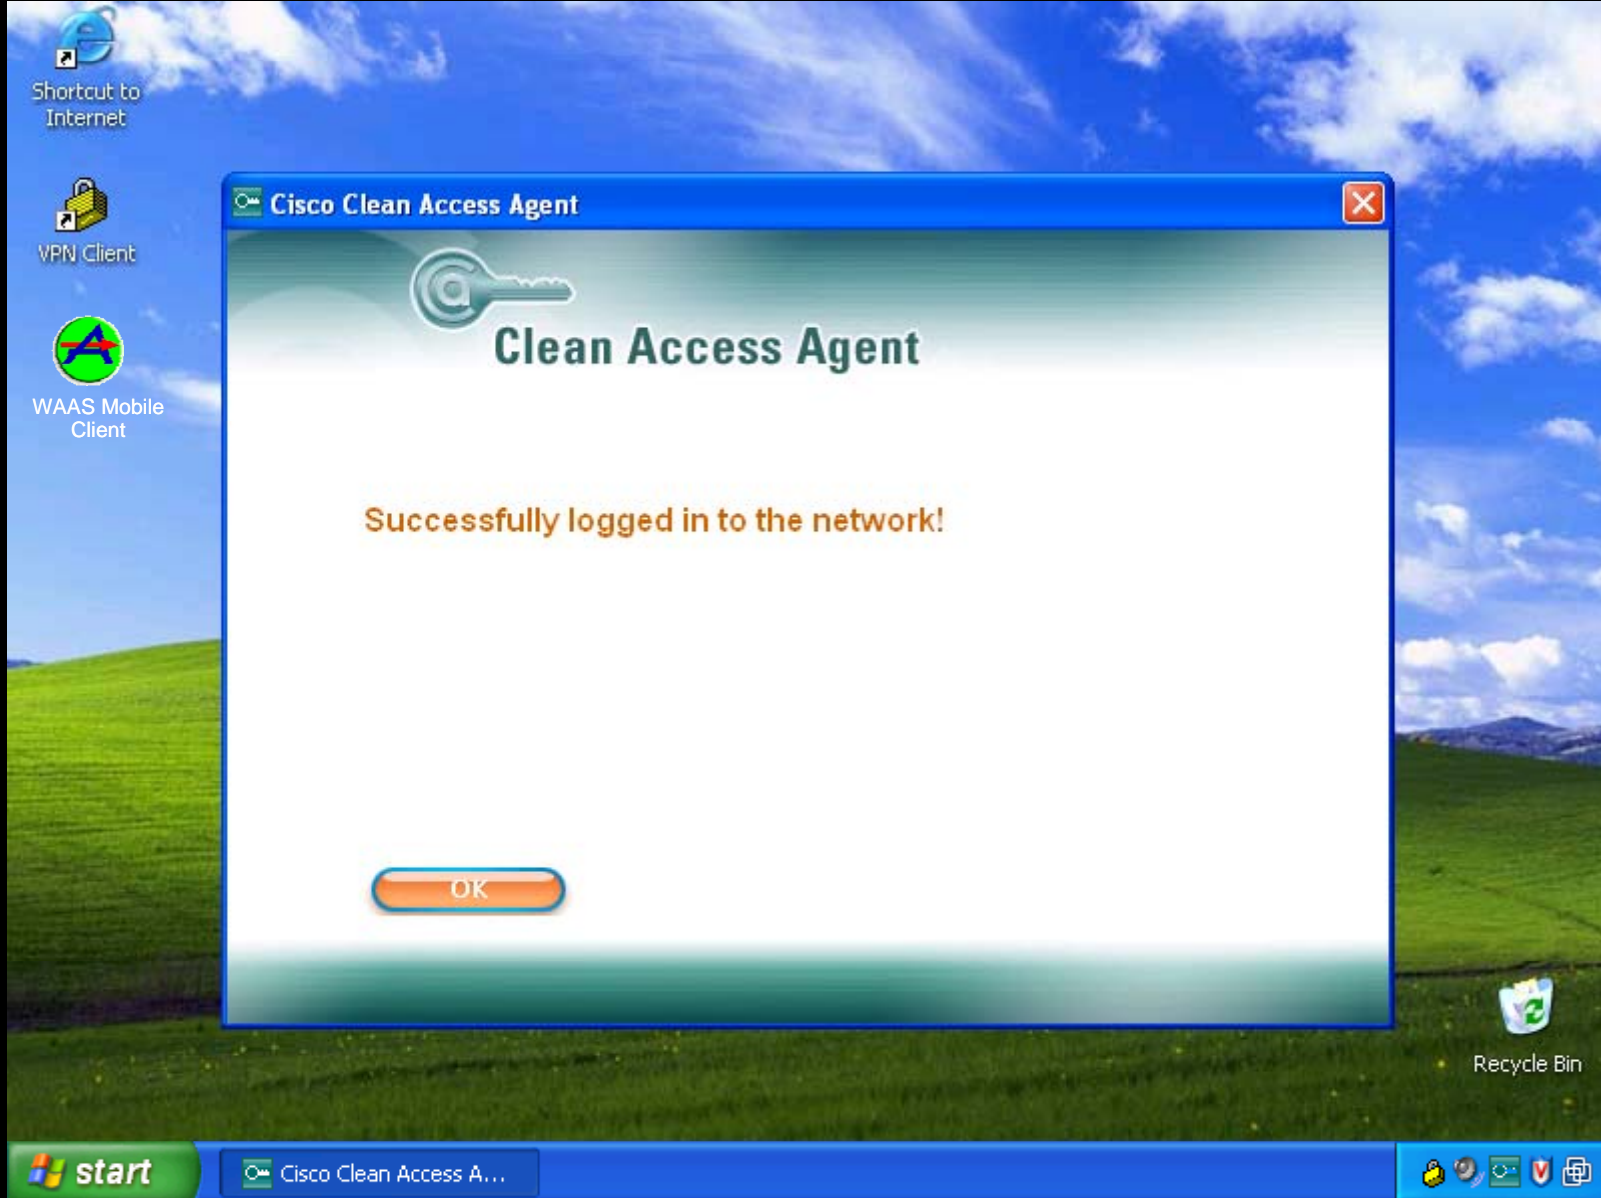 Shortcut to
Internet
VPN Client
WAAS Mobile
Client
Cisco Clean Access Agent
Clean Access Agent
Successfully logged in to the network!
OK
Recycle Bin
start
Cisco Clean Access A...